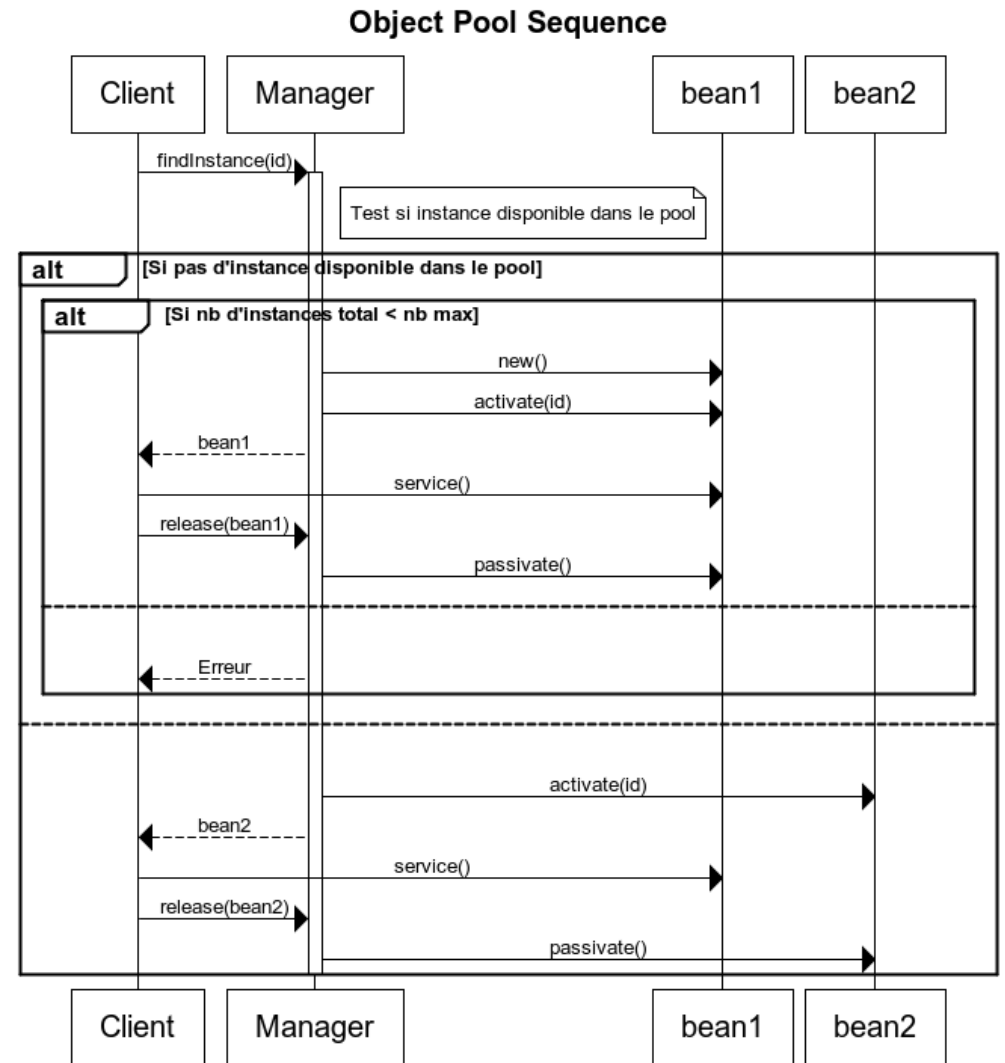 Object Pool Sequence
Client Manager bean1 bean2
findInstance(id)
Test si instance disponible dans le pool
alt [Si pas d'instance disponible dans le pool]
alt [Si nb d'instances total < nb max]
new()
activate(id)
bean1
service()
release(bean1)
passivate()
Erreur
activate(id)
bean2
service()
release(bean2)
passivate()
Client Manager bean1 bean2